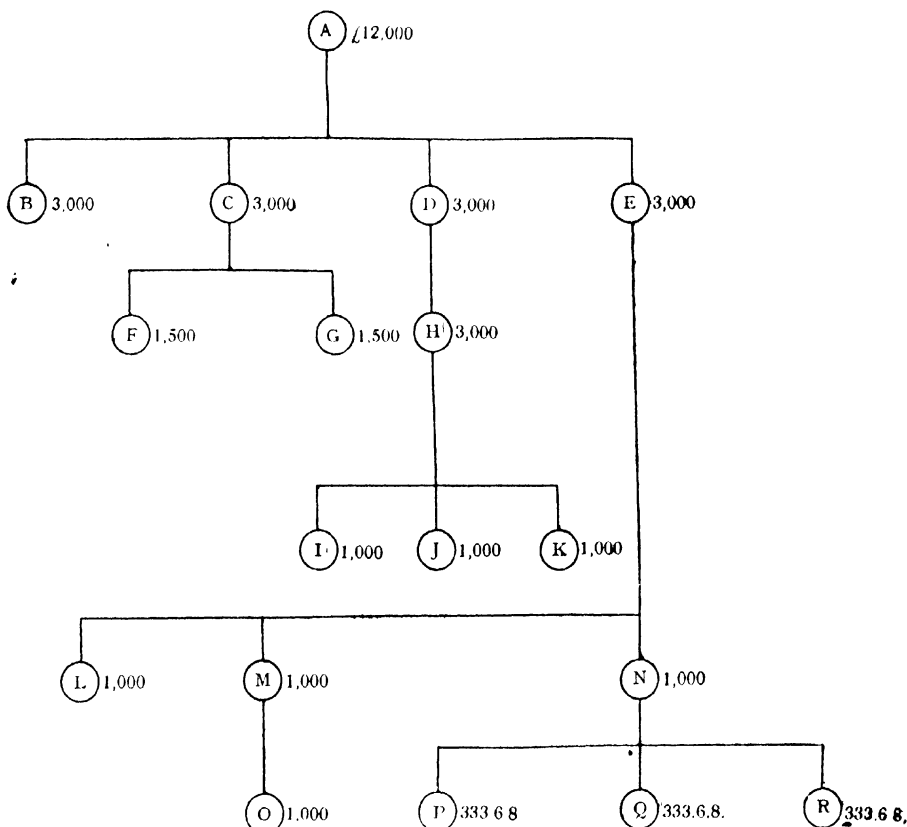 A £12,000
B 3,000 C 3,000 D 3,000 E 3,000
F 1,500 G 1,500 H 3,000
I 1,000 J 1,000 K 1,000
L 1,000 M 1,000 N 1,000
O 1,000 P 333 6 8 Q 333.6.8. R 333.6 8,